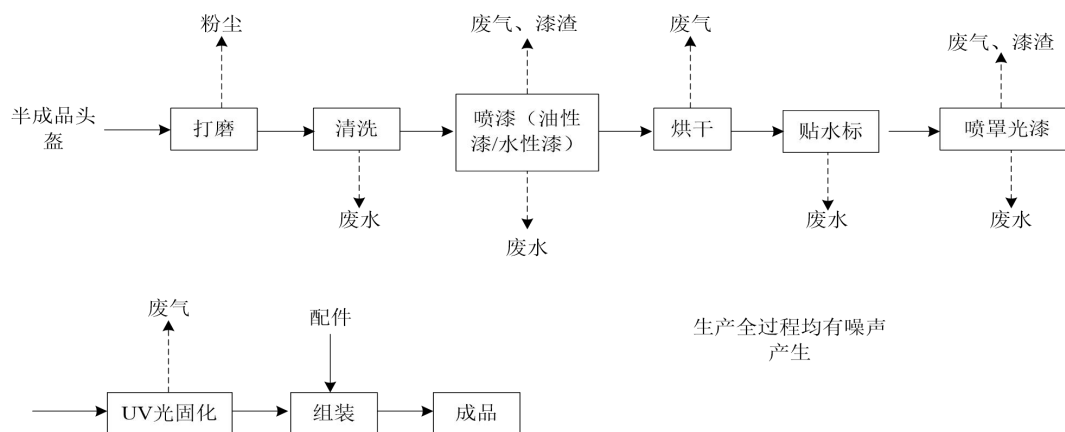 粉尘
废气、漆渣
废气
废气、漆渣
半成品头
盔
打磨
清洗
喷漆（油性
漆/水性漆）
烘干
贴水标
喷罩光漆
废水
废水
废水
废水
废气
配件
生产全过程均有噪声
产生
UV光固化
组装
成品